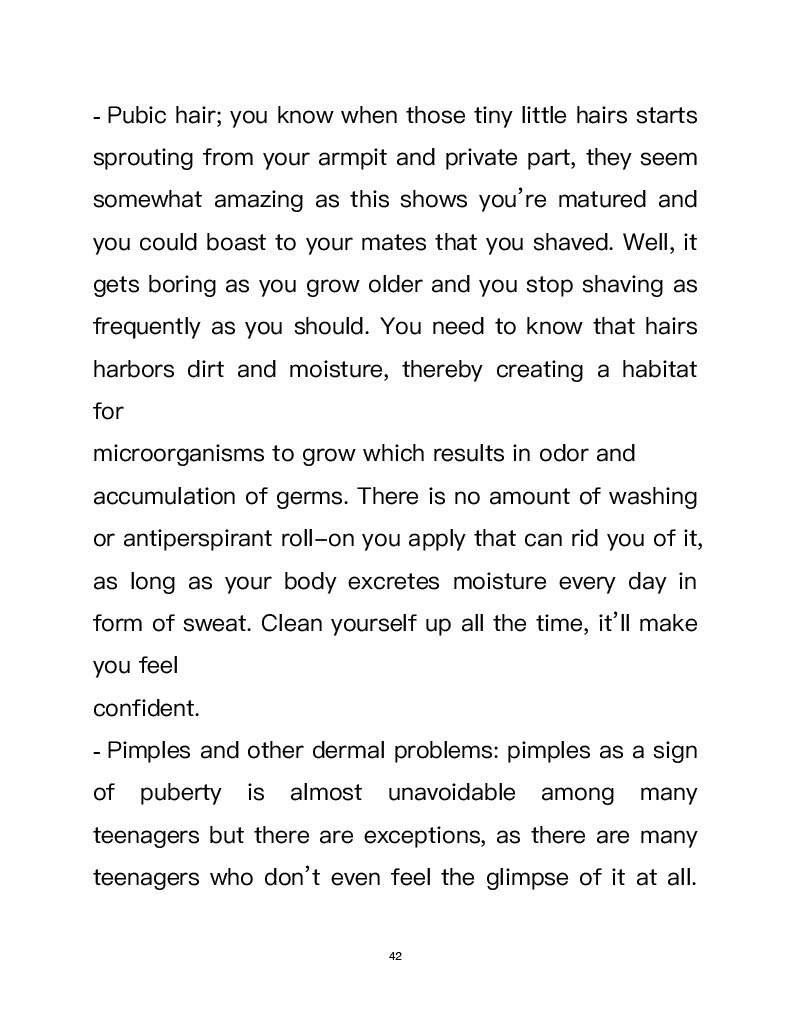 - Pubic hair; you know when those tiny little hairs starts
sprouting from your armpit and private part, they seem
somewhat amazing as this shows you’re matured and
you could boast to your mates that you shaved. Well, it
gets boring as you grow older and you stop shaving as
frequently as you should. You need to know that hairs
harbors dirt and moisture, thereby creating a habitat
for
microorganisms to grow which results in odor and
accumulation of germs. There is no amount of washing
or antiperspirant roll–on you apply that can rid you of it,
as long as your body excretes moisture every day in
form of sweat. Clean yourself up all the time, it’ll make
you feel
confident.
- Pimples and other dermal problems: pimples as a sign
of puberty is almost unavoidable among many
teenagers but there are exceptions, as there are many
teenagers who don’t even feel the glimpse of it at all.
42